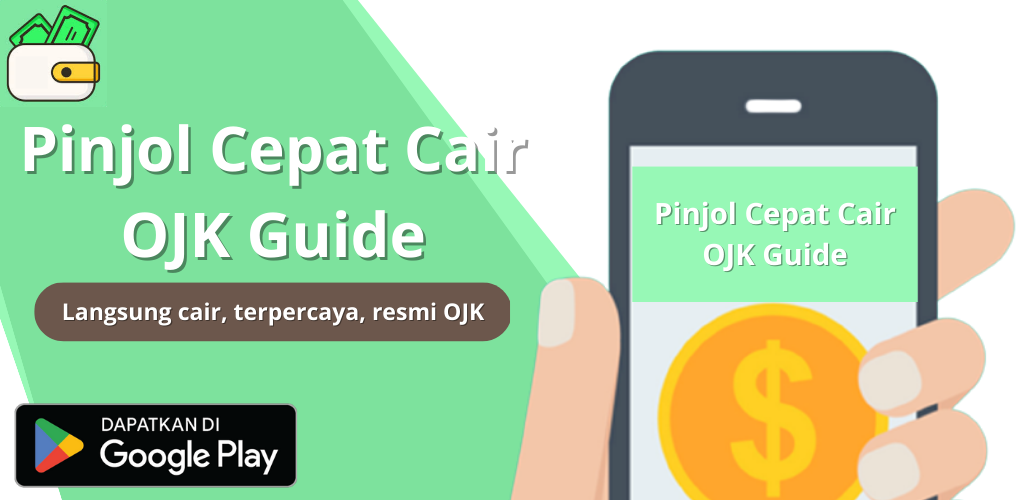 Pinjol Cepat Cair
OJK Guide
Langsung cair, terpercaya, resmi OJK
DAPATKAN DI
Google Play
Pinjol Cepat Cair
OJK Guide
$